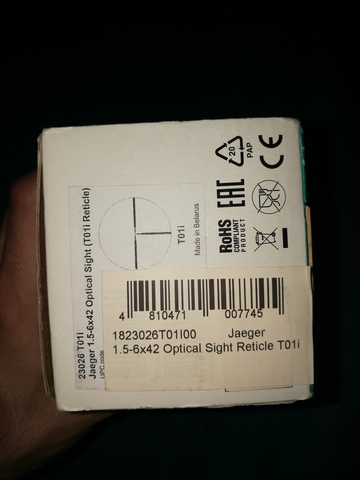 20
PAP
CE
EAC
RoHS
COMPLIANT
PRODUCT
23026 T01i
Jaeger 1.5-6x42 Optical Sight (T01I Reticle)
UPC code
T01i
Made in Belarus
4 810471 007745
1823026T01I00 Jaeger
1.5-6x42 Optical Sight Reticle T01i